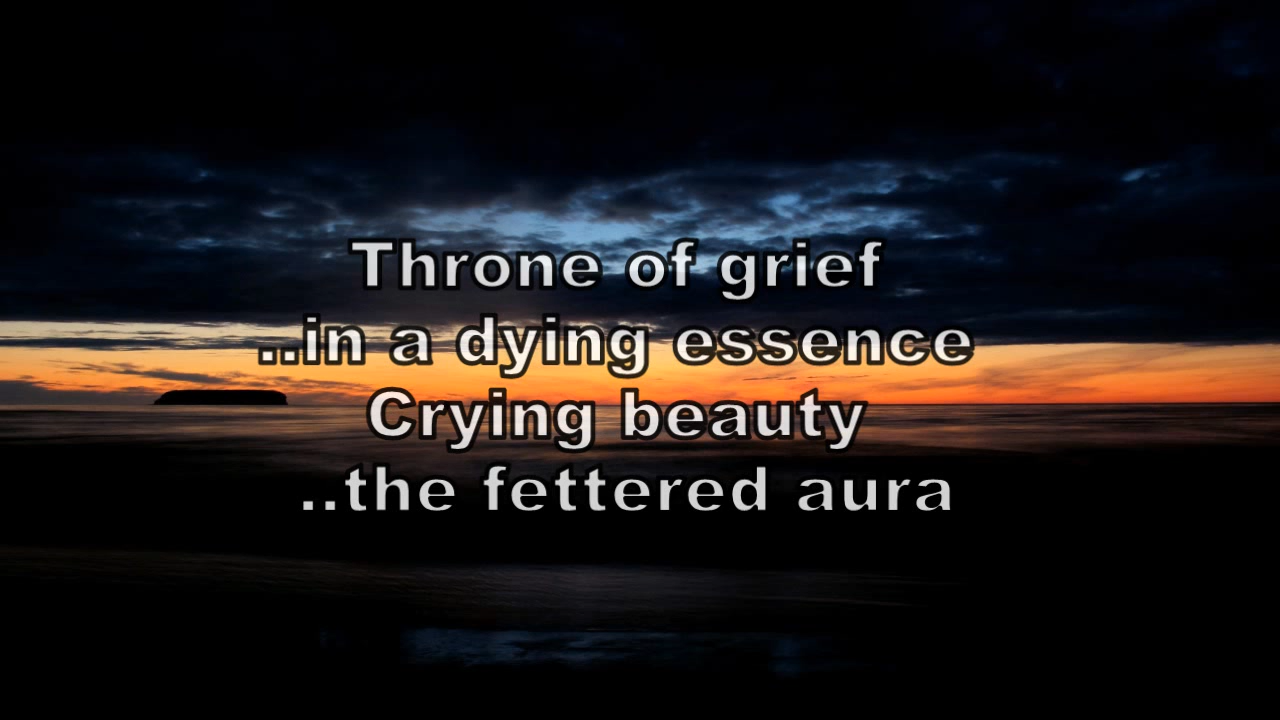 Throne of grief
..in a dying essence
Crying beauty
..the fettered aura